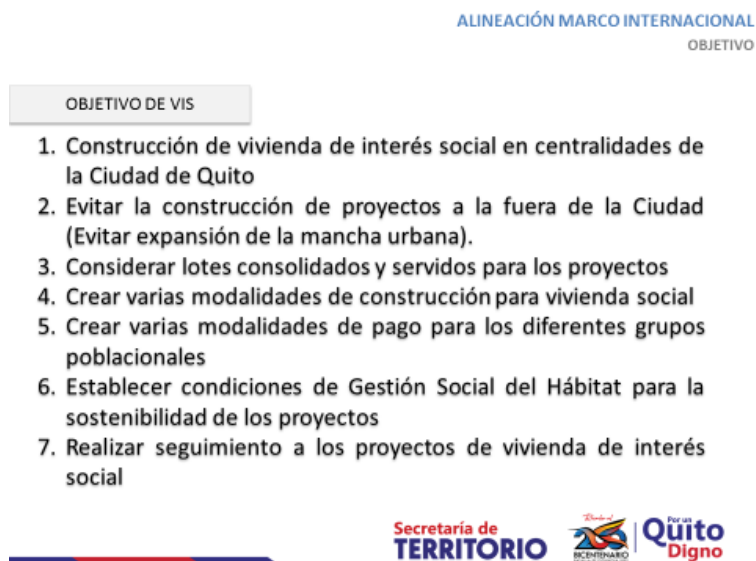 ALINEACIÓN MARCO INTERNACIONAL
OBJETIVO
OBJETIVO DE VIS
1. Construcción de vivienda de interés social en centralidades de
la Ciudad de Quito
2. Evitar la construcción de proyectos a la fuera de la Ciudad
(Evitar expansión de la mancha urbana).
3. Considerar lotes consolidados y servidos para los proyectos
4. Crear varias modalidades de construcción para vivienda social
5. Crear varias modalidades de pago para los diferentes grupos
poblacionales
6. Establecer condiciones de Gestión Social del Hábitat para la
sostenibilidad de los proyectos
7. Realizar seguimiento a los proyectos de vivienda de interés
social
Secretaría de
TERRITORIO
BICENTENARIO
Por un
Quito
Digno